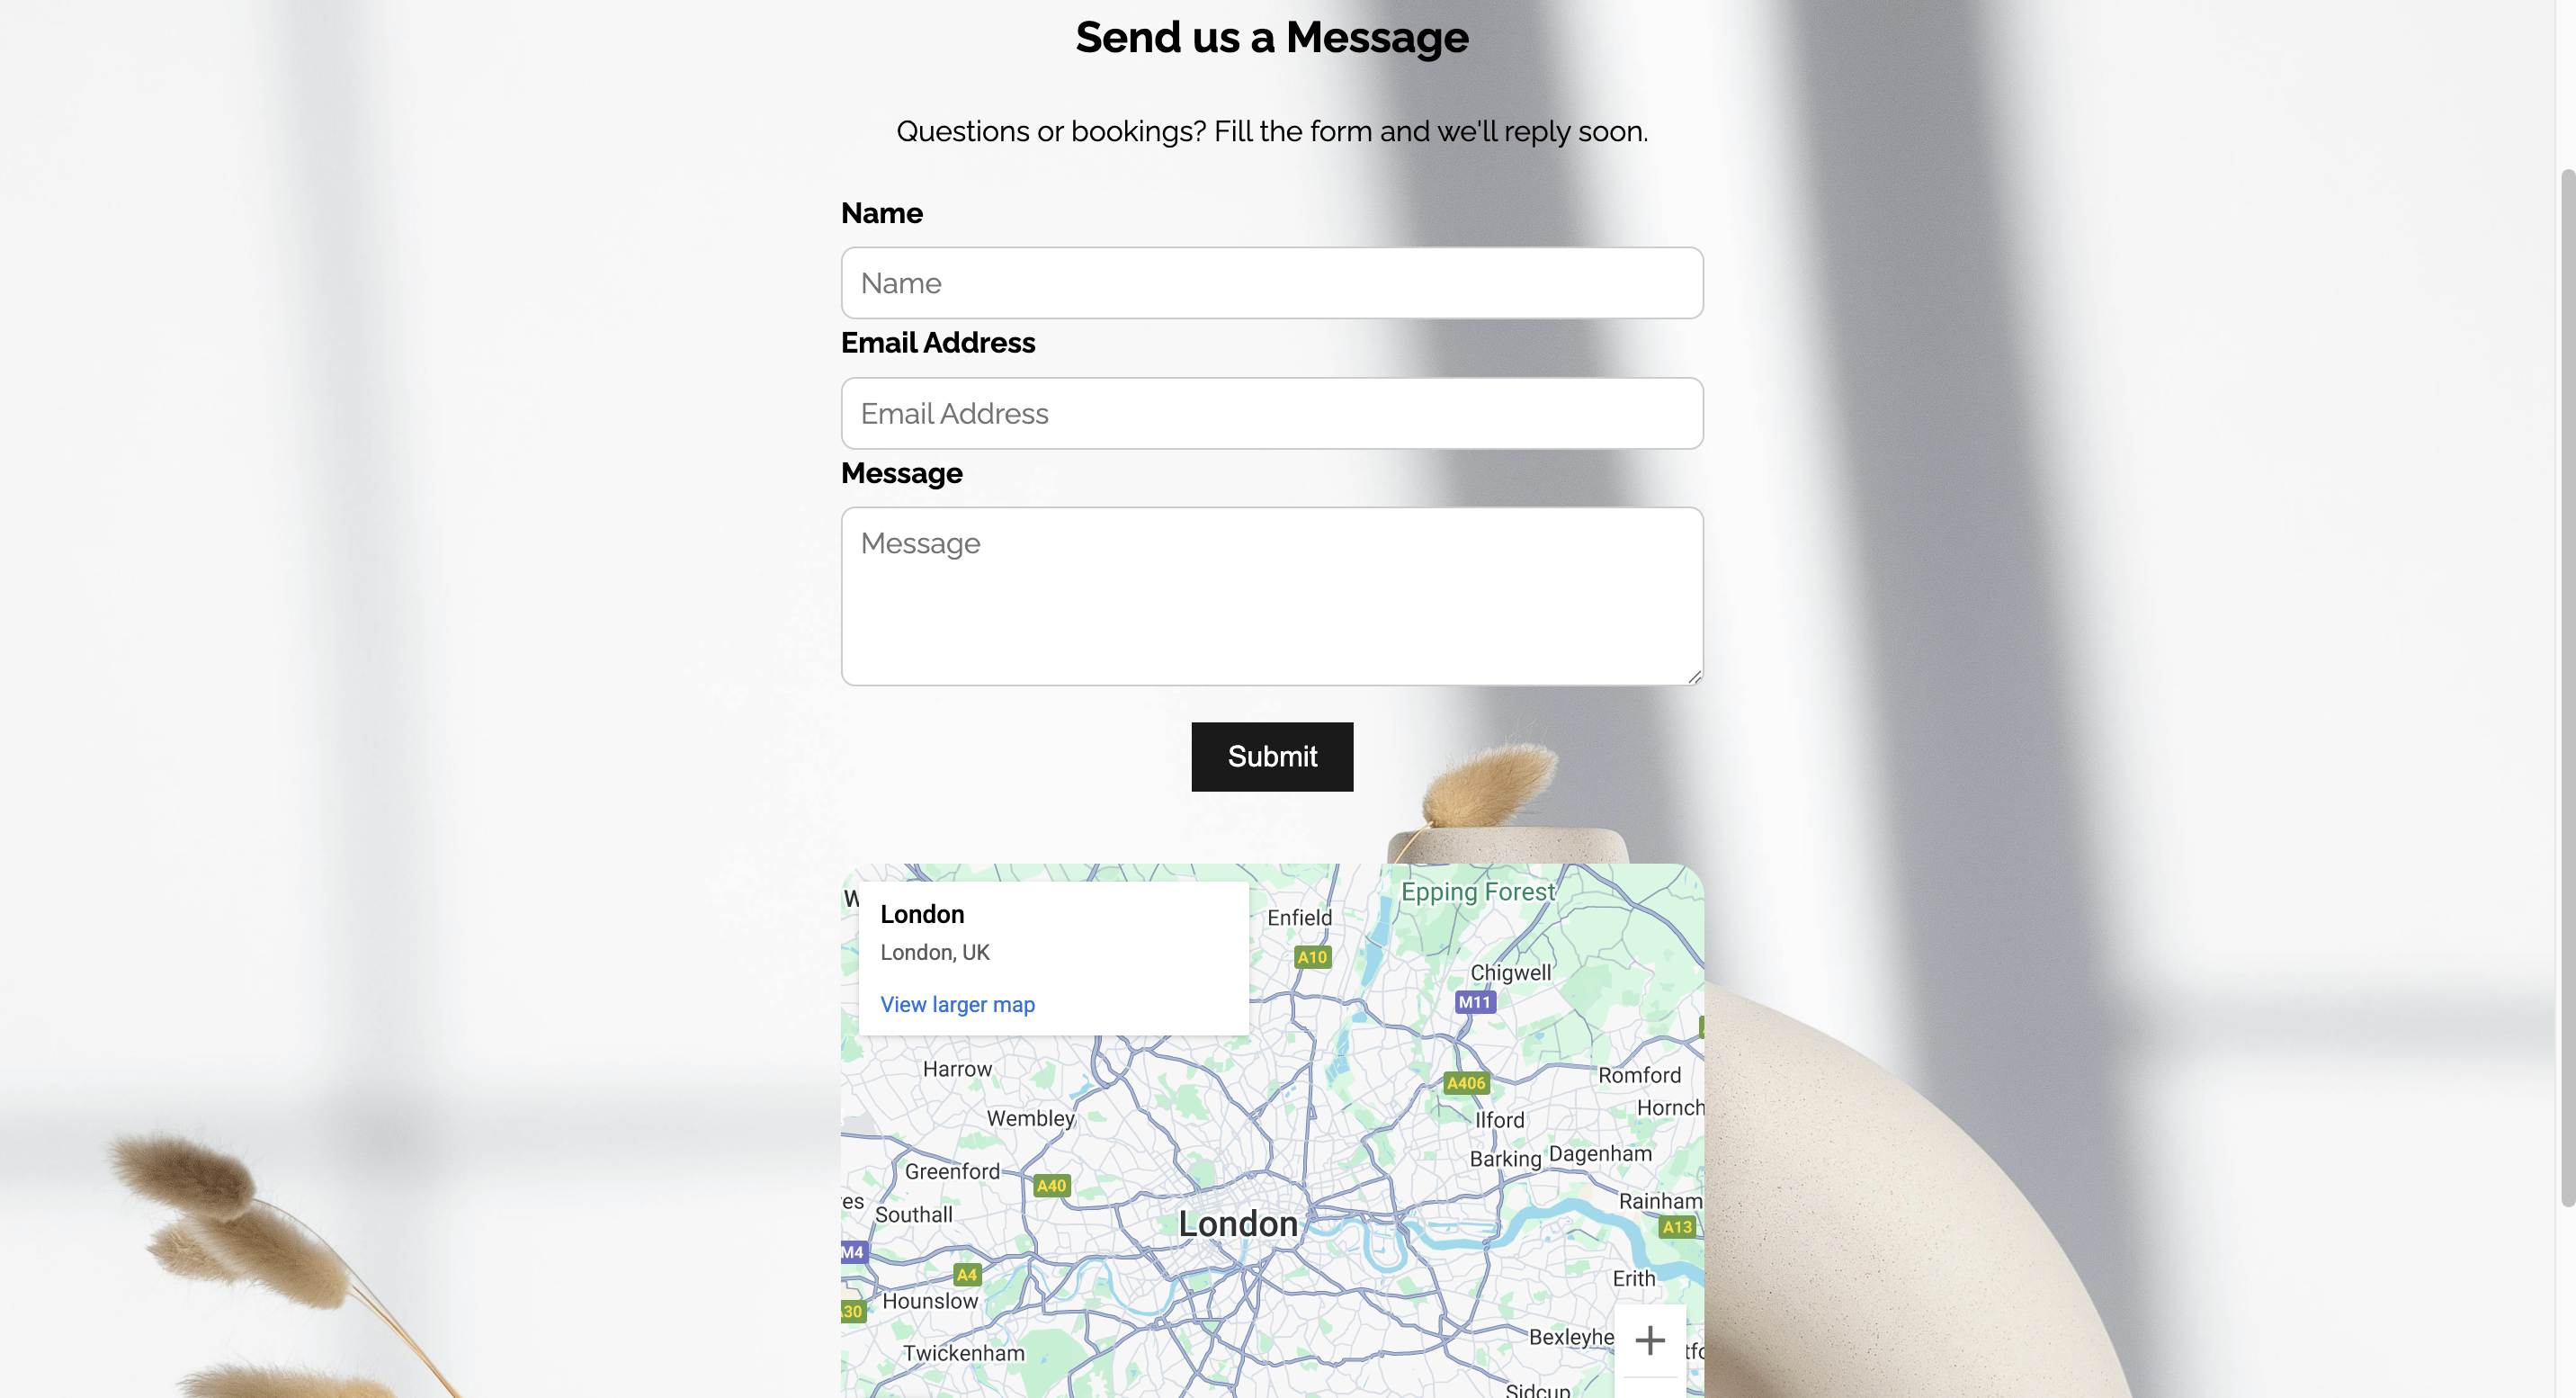 Send us a Message
Questions or bookings? Fill the form and we'll reply soon.
Name
Name
Email Address
Email Address
Message
Message
Submit
W
London
London, UK
View larger map
Enfield
Epping Forest
A10
Chigwell
M11
Harrow
A406
Romford
Wembley
Hornch
Ilford
Barking
Dagenham
Greenford
A40
es
Southall
Rainham
London
A13
M4
A4
Erith
Hounslow
30
Bexleyhe
Twickenham
tfo
Sidcup